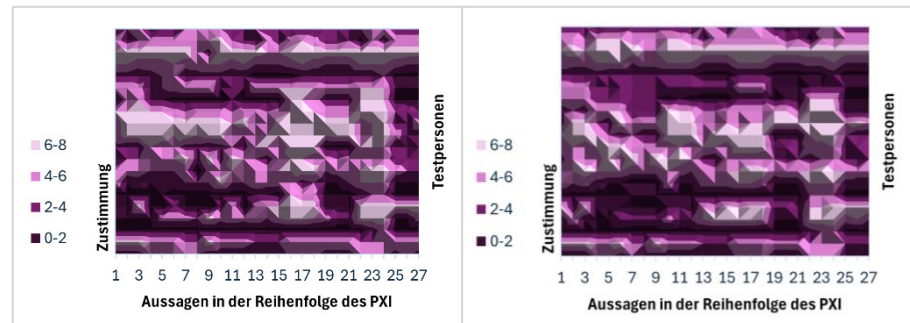 6-8
4-6
2-4
0-2
Zustimmung
Testpersonen
1 3 5 7 9 11 13 15 17 19 21 23 25 27
Aussagen in der Reihenfolge des PXI
6-8
4-6
2-4
0-2
Zustimmung
Testpersonen
1 3 5 7 9 11 13 15 17 19 21 23 25 27
Aussagen in der Reihenfolge des PXI